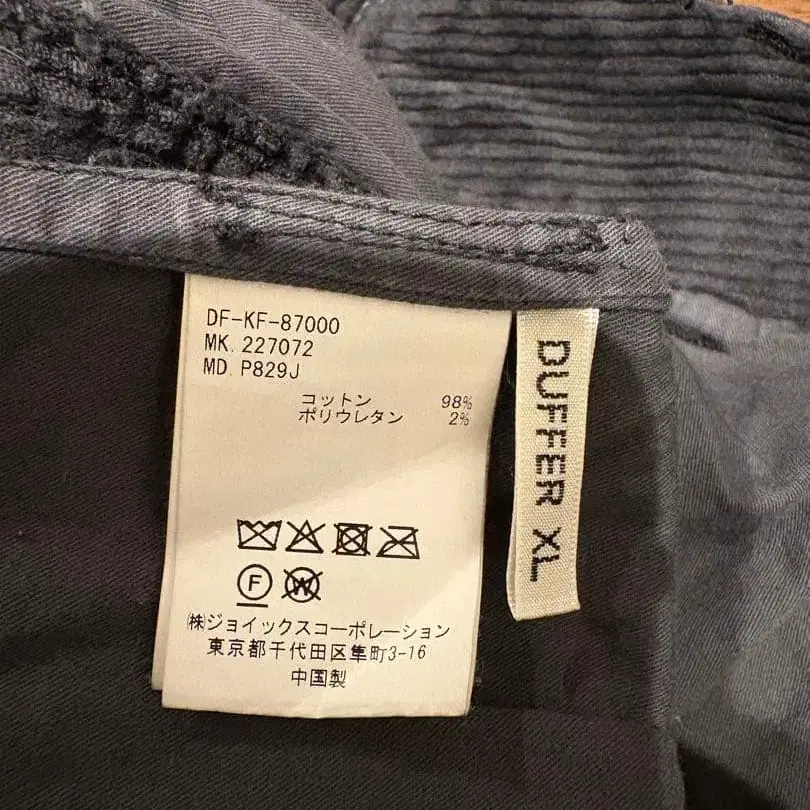 DF-KF-87000
MK. 227072
MD. P829J
コットン 98%
ポリウレタン 2%
F
W
(株)ジョイックスコーポレーション
東京都千代田区隼町3-16
中国製
DUFFER XL